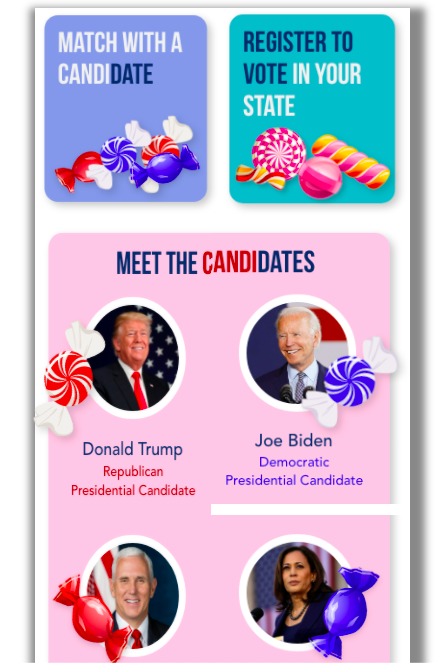 MATCH WITH A
CANDIDATE
REGISTER TO
VOTE IN YOUR
STATE
MEET THE CANDIDATES
Donald Trump
Republican
Presidential Candidate
Joe Biden
Democratic
Presidential Candidate